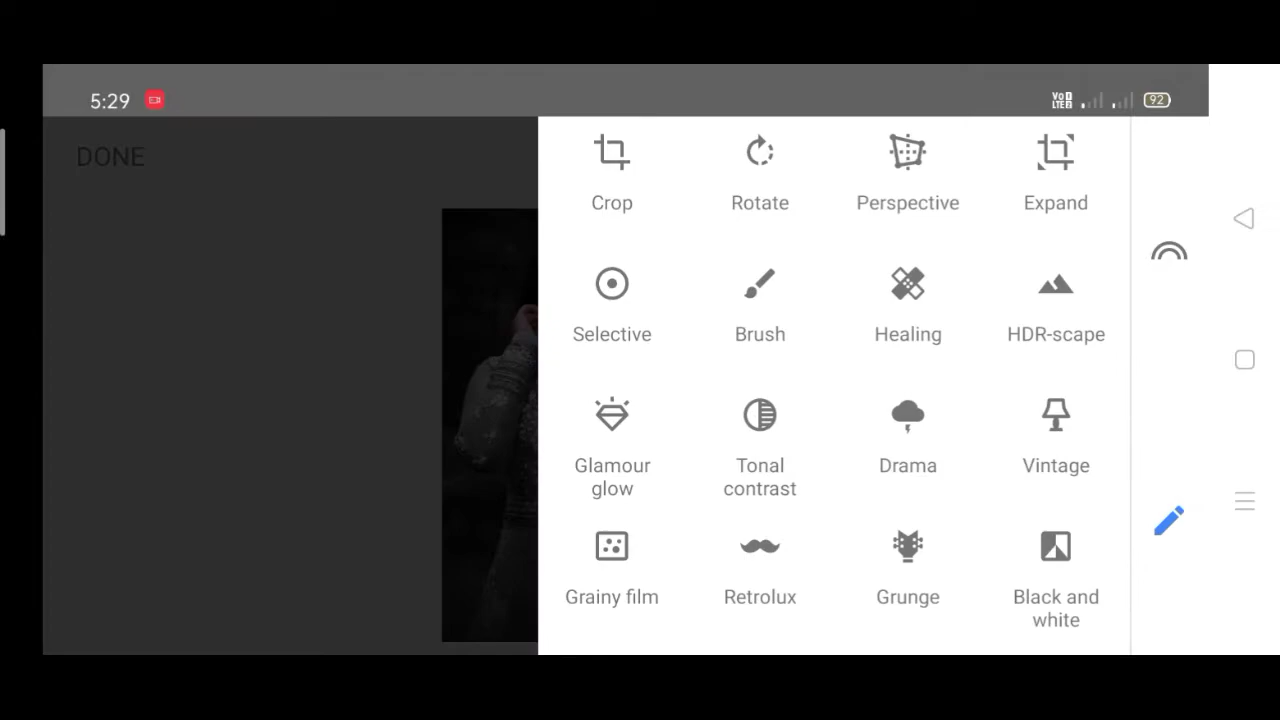 5:29
VoLTE2 92
DONE
Crop Rotate Perspective Expand
Selective Brush Healing HDR-scape
Glamour glow Tonal contrast Drama Vintage
Grainy film Retrolux Grunge Black and white